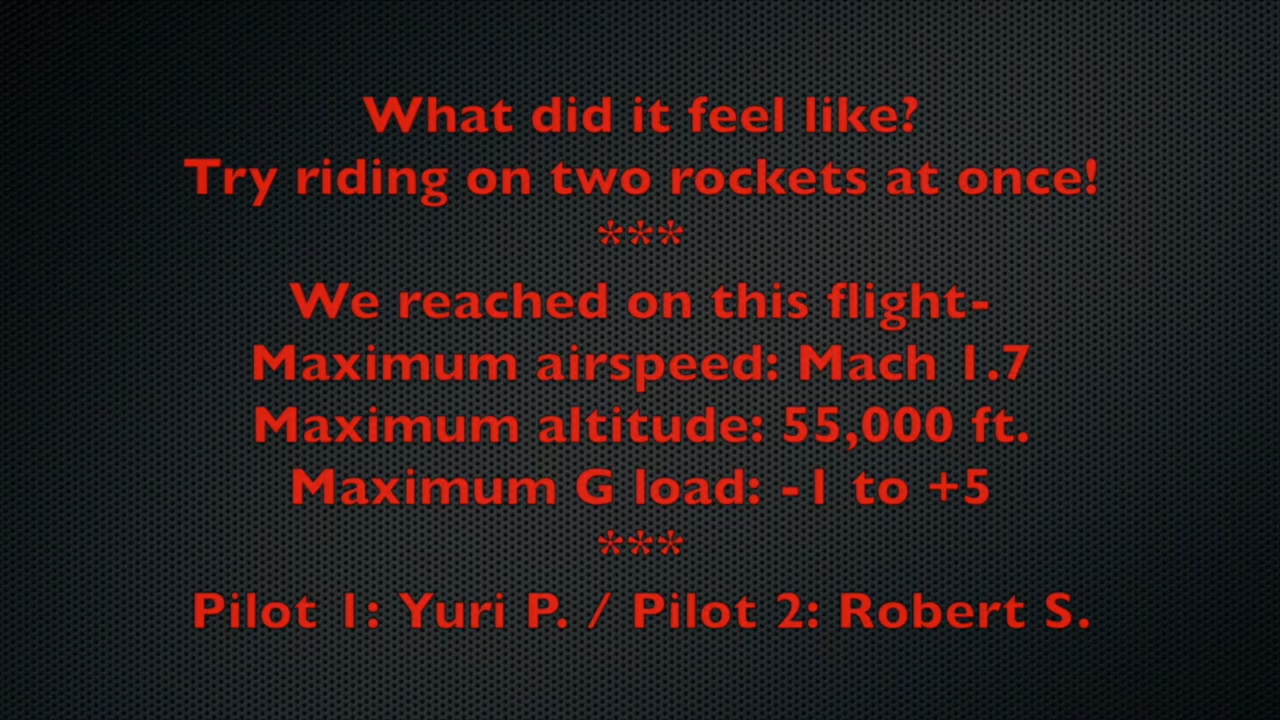 What did it feel like?
Try riding on two rockets at once!
***
We reached on this flight-
Maximum airspeed: Mach 1.7
Maximum altitude: 55,000 ft.
Maximum G load: -1 to +5
***
Pilot 1: Yuri P. / Pilot 2: Robert S.